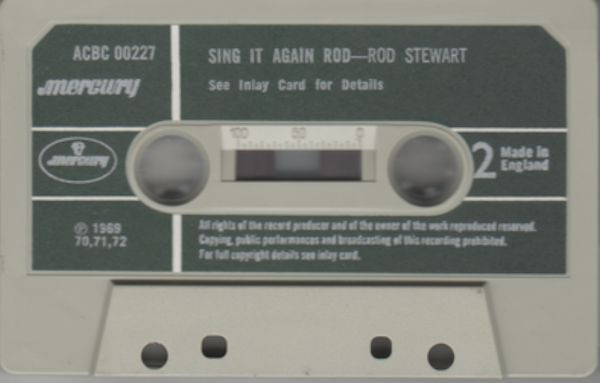 ACBC 00227
mercury
SING IT AGAIN ROD—ROD STEWART
See Inlay Card for Details
100 50 0
mercury
2
Made in
England
Ⓟ 1969
70,71,72
All rights of the record producer and of the owner of the work reproduced reserved.
Copying, public performances and broadcasting of this recording prohibited.
For full copyright details see inlay card.